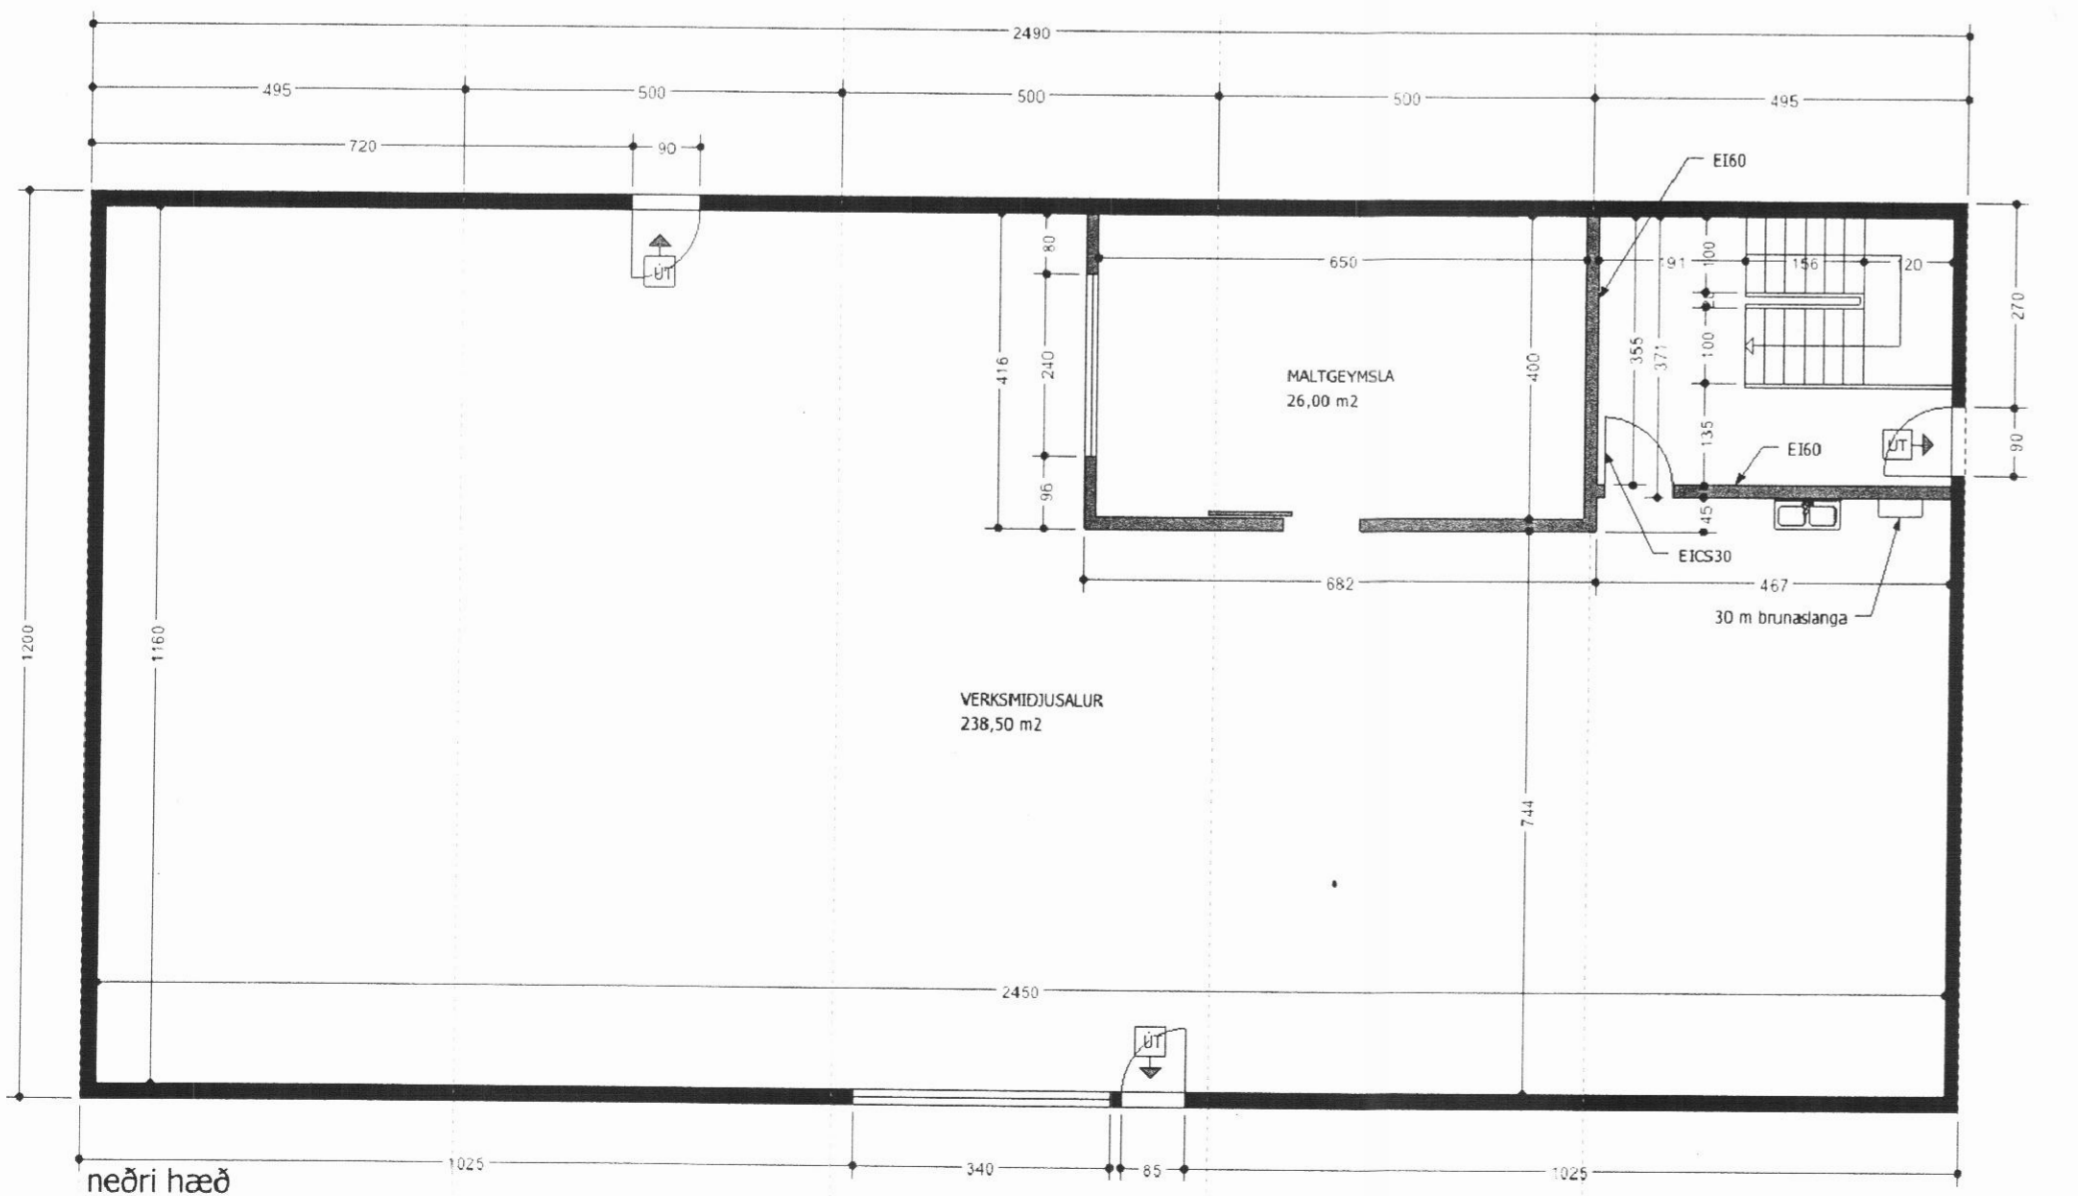 2490
495 500 500 500 495
720 90
EI60
80
650
191 100 156 120
270
ÚT
416 240 400 355 371 100
MALTGEYMSLA
26,00 m2
135
EI60
ÚT
90
96
45
EICS30
682 467
30 m brunaslanga
1200 1160
VERKSMIÐJUSALUR
238,50 m2
744
2450
ÚT
1025 340 85 1025
neðri hæð